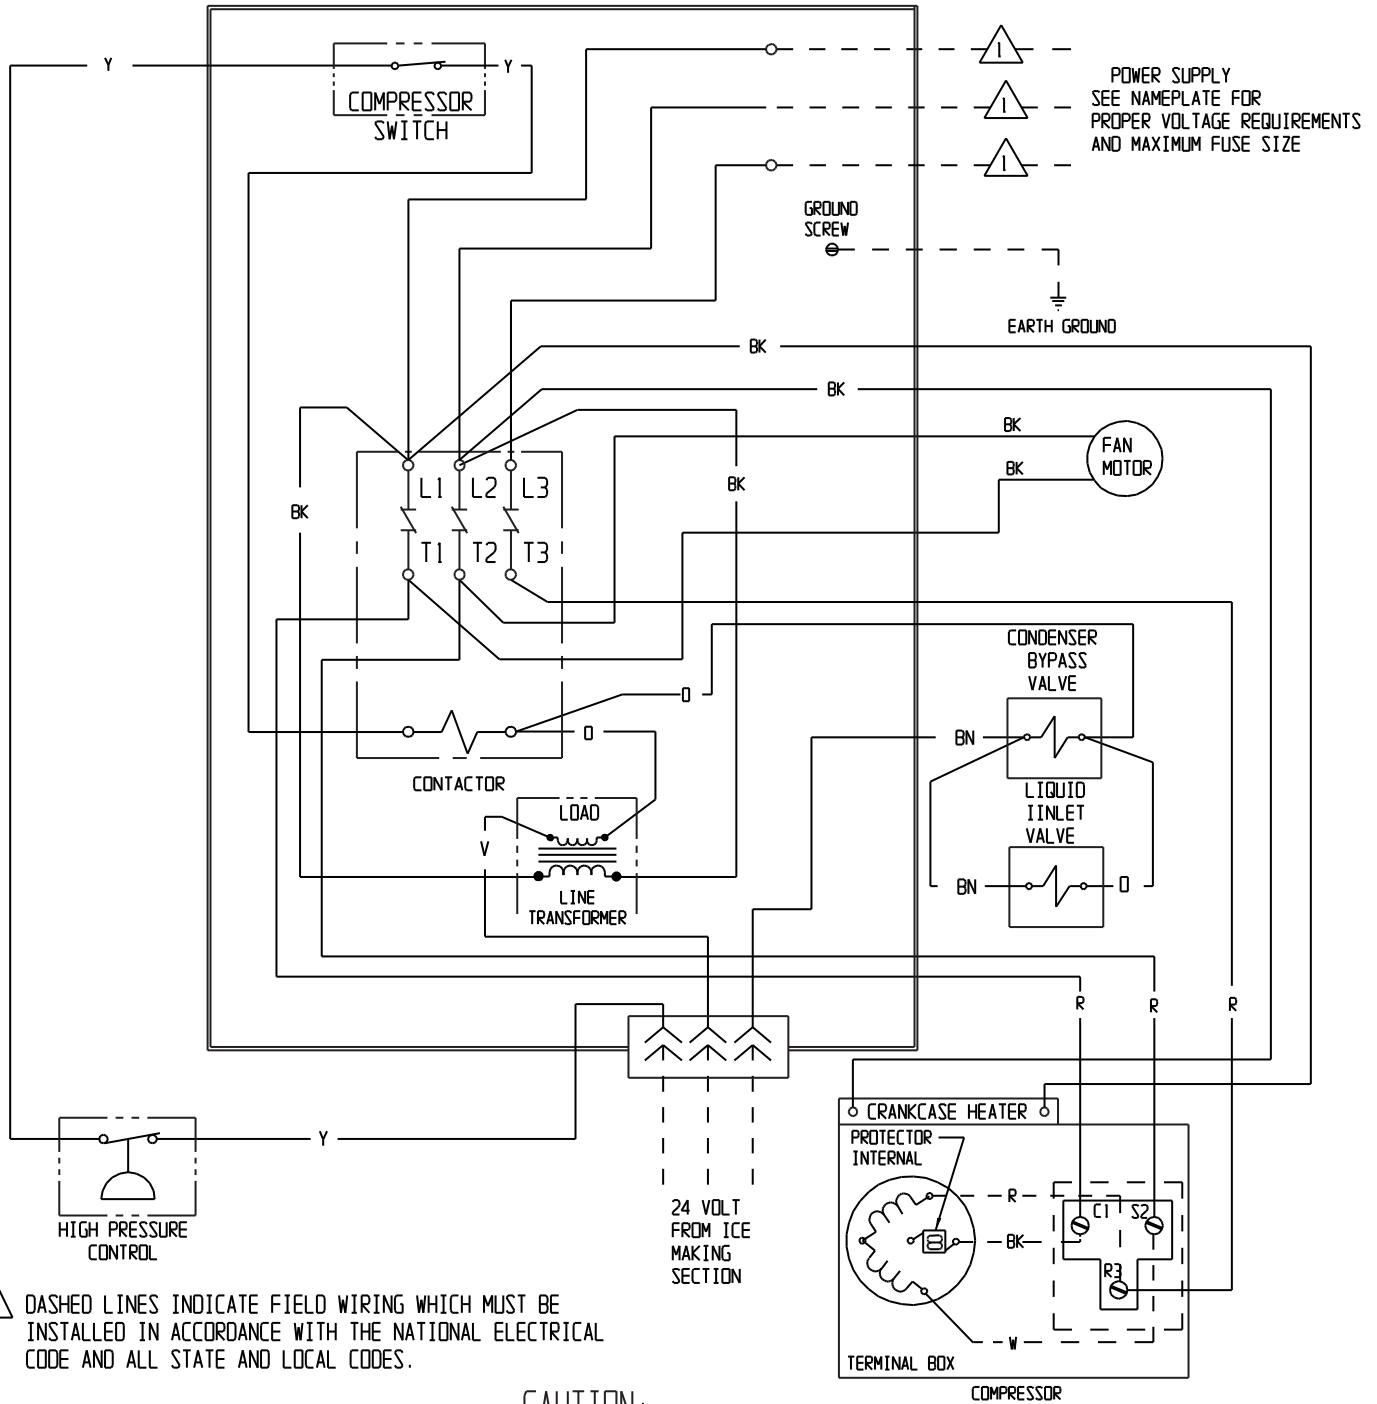 Y
Y
COMPRESSOR
SWITCH
1
1
1
POWER SUPPLY
SEE NAMEPLATE FOR
PROPER VOLTAGE REQUIREMENTS
AND MAXIMUM FUSE SIZE
GROUND
SCREW
EARTH GROUND
BK
BK
BK
BK
FAN
MOTOR
BK
BK
L1 L2 L3
T1 T2 T3
O
O
CONTACTOR
CONDENSER
BYPASS
VALVE
BN
LIQUID
IINLET
VALVE
BN
O
LOAD
V
LINE
TRANSFORMER
R
R
R
Y
HIGH PRESSURE
CONTROL
24 VOLT
FROM ICE
MAKING
SECTION
CRANKCASE HEATER
PROTECTOR
INTERNAL
R
C1
S2
BK
R3
W
TERMINAL BOX
COMPRESSOR
DASHED LINES INDICATE FIELD WIRING WHICH MUST BE
INSTALLED IN ACCORDANCE WITH THE NATIONAL ELECTRICAL
CODE AND ALL STATE AND LOCAL CODES.
CAUTION: